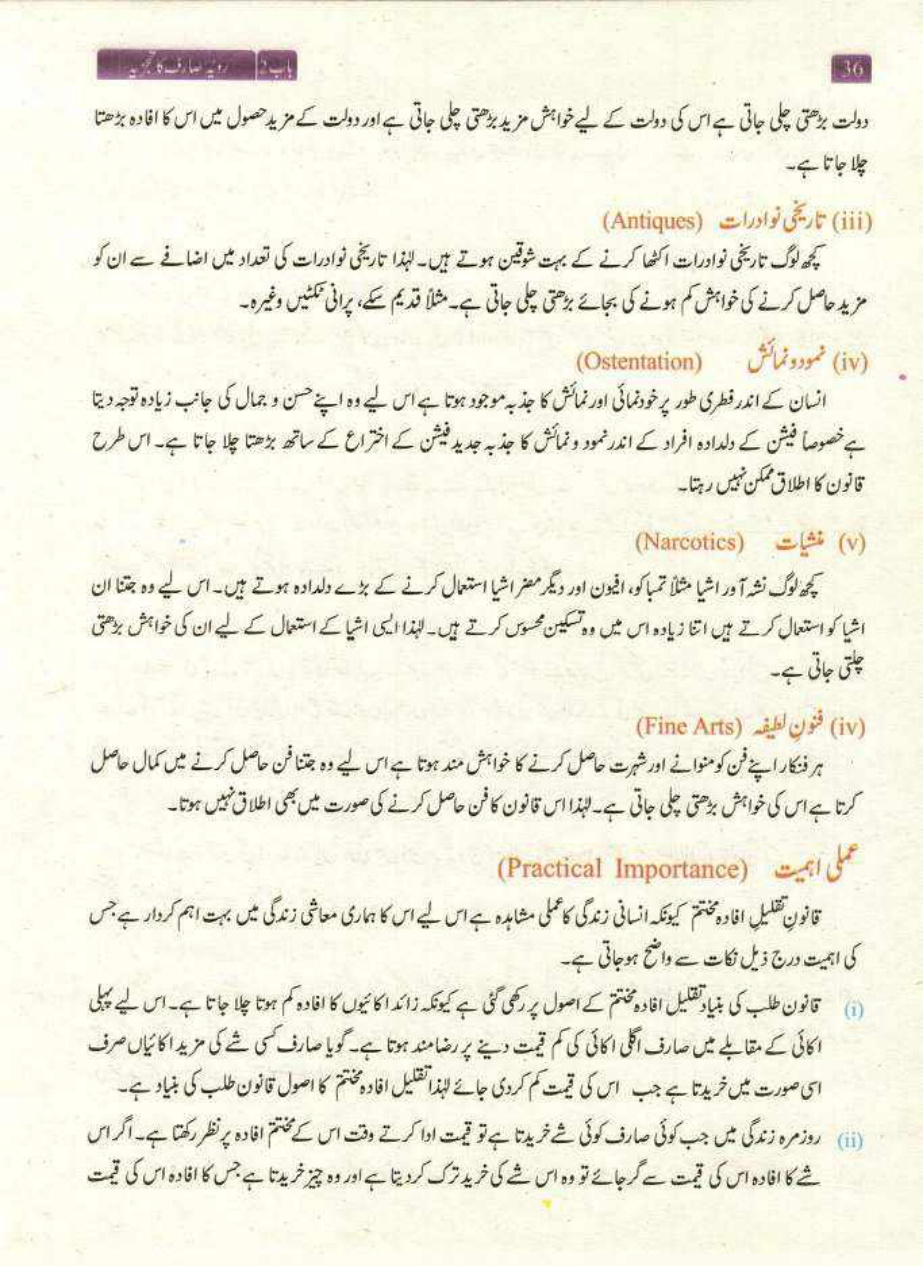 36
باب 2 رویۂ صارف کا تجزیہ
دولت بڑھتی چلی جاتی ہے اس کی دولت کے لیے خواہش مزید بڑھتی چلی جاتی ہے اور دولت کے مزید حصول میں اس کا افادہ بڑھتا
چلا جاتا ہے۔
(iii) تاریخی نوادرات (Antiques)
کچھ لوگ تاریخی نوادرات اکٹھا کرنے کے بہت شوقین ہوتے ہیں۔ لہٰذا تاریخی نوادرات کی تعداد میں اضافے سے ان کو
مزید حاصل کرنے کی خواہش کم ہونے کی بجائے بڑھتی چلی جاتی ہے۔ مثلاً قدیم سکے، پرانی ٹکٹیں وغیرہ۔
(iv) نمود و نمائش (Ostentation)
انسان کے اندر فطری طور پر خودنمائی اور نمائش کا جذبہ موجود ہوتا ہے اس لیے وہ اپنے حسن و جمال کی جانب زیادہ توجہ دیتا
ہے خصوصاً فیشن کے دلدادہ افراد کے اندر نمود و نمائش کا جذبہ جدید فیشن کے اختراع کے ساتھ بڑھتا چلا جاتا ہے۔ اس طرح
قانون کا اطلاق ممکن نہیں رہتا۔
(v) منشیات (Narcotics)
کچھ لوگ نشہ آور اشیا مثلاً تمباکو، افیون اور دیگر مضر اشیا استعمال کرنے کے بڑے دلدادہ ہوتے ہیں۔ اس لیے وہ جتنا ان
اشیا کو استعمال کرتے ہیں اتنا زیادہ اس میں وہ تسکین محسوس کرتے ہیں۔ لہٰذا ایسی اشیا کے استعمال کے لیے ان کی خواہش بڑھتی
چلتی جاتی ہے۔
(iv) فنونِ لطیفہ (Fine Arts)
ہر فنکار اپنے فن کو منوانے اور شہرت حاصل کرنے کا خواہش مند ہوتا ہے اس لیے وہ جتنا فن حاصل کرنے میں کمال حاصل
کرتا ہے اس کی خواہش بڑھتی چلی جاتی ہے۔ لہٰذا اس قانون کا فن حاصل کرنے کی صورت میں بھی اطلاق نہیں ہوتا۔
عملی اہمیت (Practical Importance)
قانونِ تقلیلِ افادہ مختتم کیونکہ انسانی زندگی کا عملی مشاہدہ ہے اس لیے اس کا ہماری معاشی زندگی میں بہت اہم کردار ہے جس
کی اہمیت درج ذیل نکات سے واضح ہو جاتی ہے۔
(i) قانون طلب کی بنیاد تقلیل افادہ مختتم کے اصول پر رکھی گئی ہے کیونکہ زائد اکائیوں کا افادہ کم ہوتا چلا جاتا ہے۔ اس لیے پہلی
اکائی کے مقابلے میں صارف اگلی اکائی کی کم قیمت دینے پر رضامند ہوتا ہے۔ گویا صارف کسی شے کی مزید اکائیاں صرف
اسی صورت میں خریدتا ہے جب اس کی قیمت کم کردی جائے لہٰذا تقلیل افادہ مختتم کا اصول قانون طلب کی بنیاد ہے۔
(ii) روزمرہ زندگی میں جب کوئی صارف کوئی شے خریدتا ہے تو قیمت ادا کرتے وقت اس کے مختتم افادہ پر نظر رکھتا ہے۔ اگر اس
شے کا افادہ اس کی قیمت سے گر جائے تو وہ اس شے کی خرید ترک کر دیتا ہے اور وہ چیز خریدتا ہے جس کا افادہ اس کی قیمت